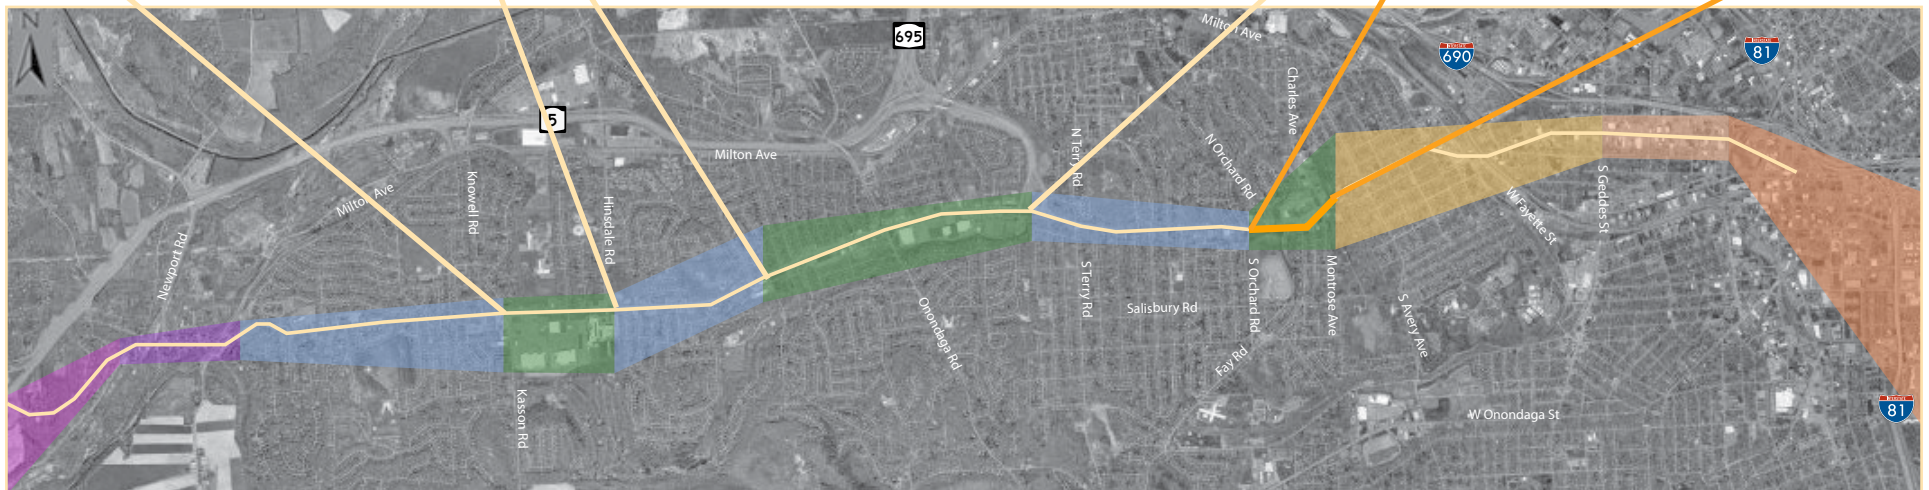 N
695
Milton Ave
690
81
5
Charles Ave
Milton Ave
N Terry Rd
N Orchard Rd
Milton Ave
Knowell Rd
Hinsdale Rd
S Geddes St
W Fayette St
Newport Rd
S Terry Rd
Salisbury Rd
S Orchard Rd
Montrose Ave
S Avery Ave
Onondaga Rd
Fay Rd
Kasson Rd
W Onondaga St
81